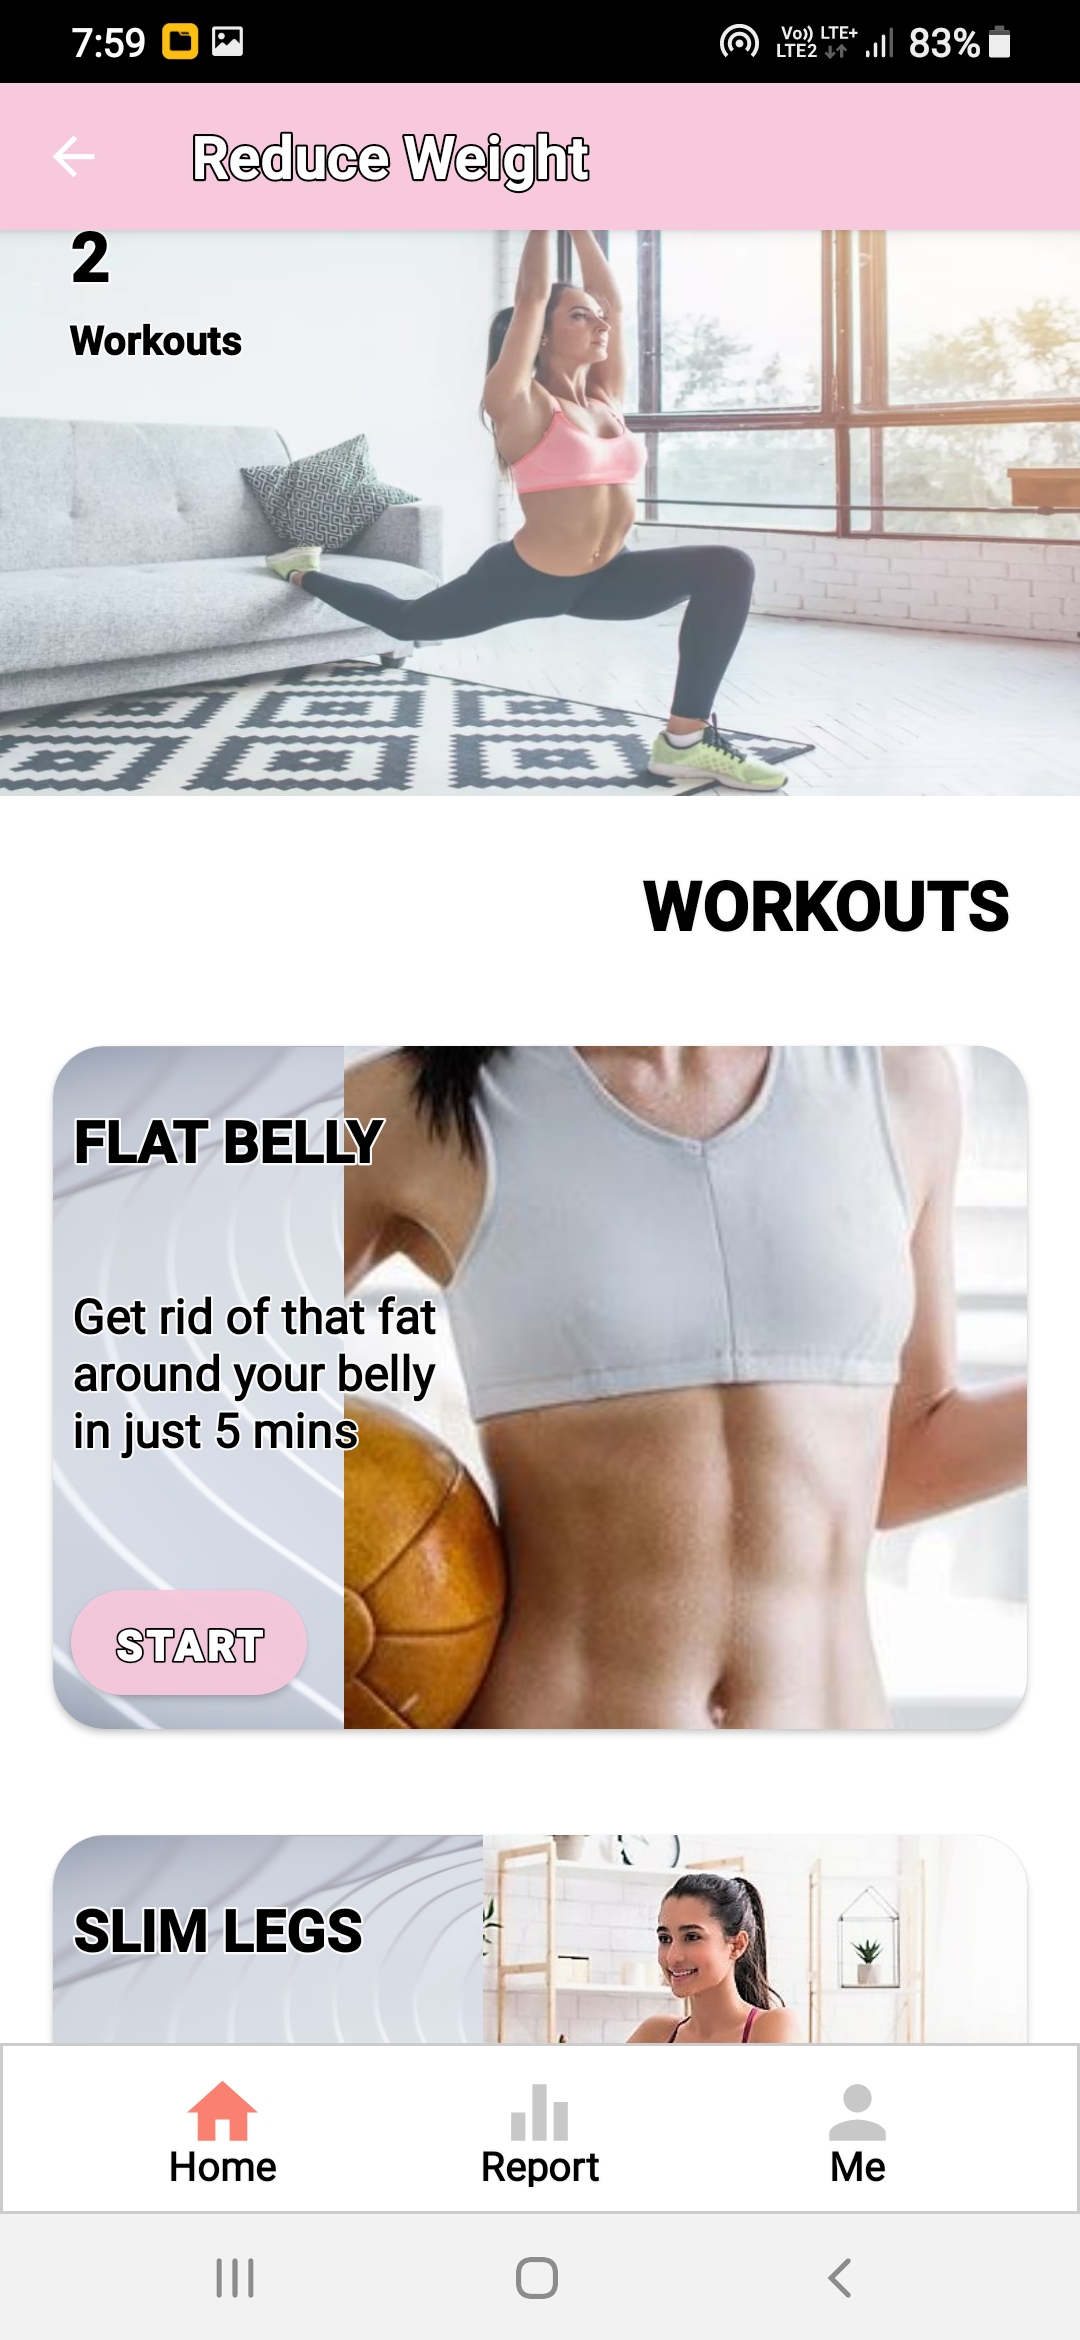 7:59
Vo)) LTE+
LTE2
83%
Reduce Weight
2
Workouts
WORKOUTS
FLAT BELLY
Get rid of that fat
around your belly
in just 5 mins
START
SLIM LEGS
Home
Report
Me